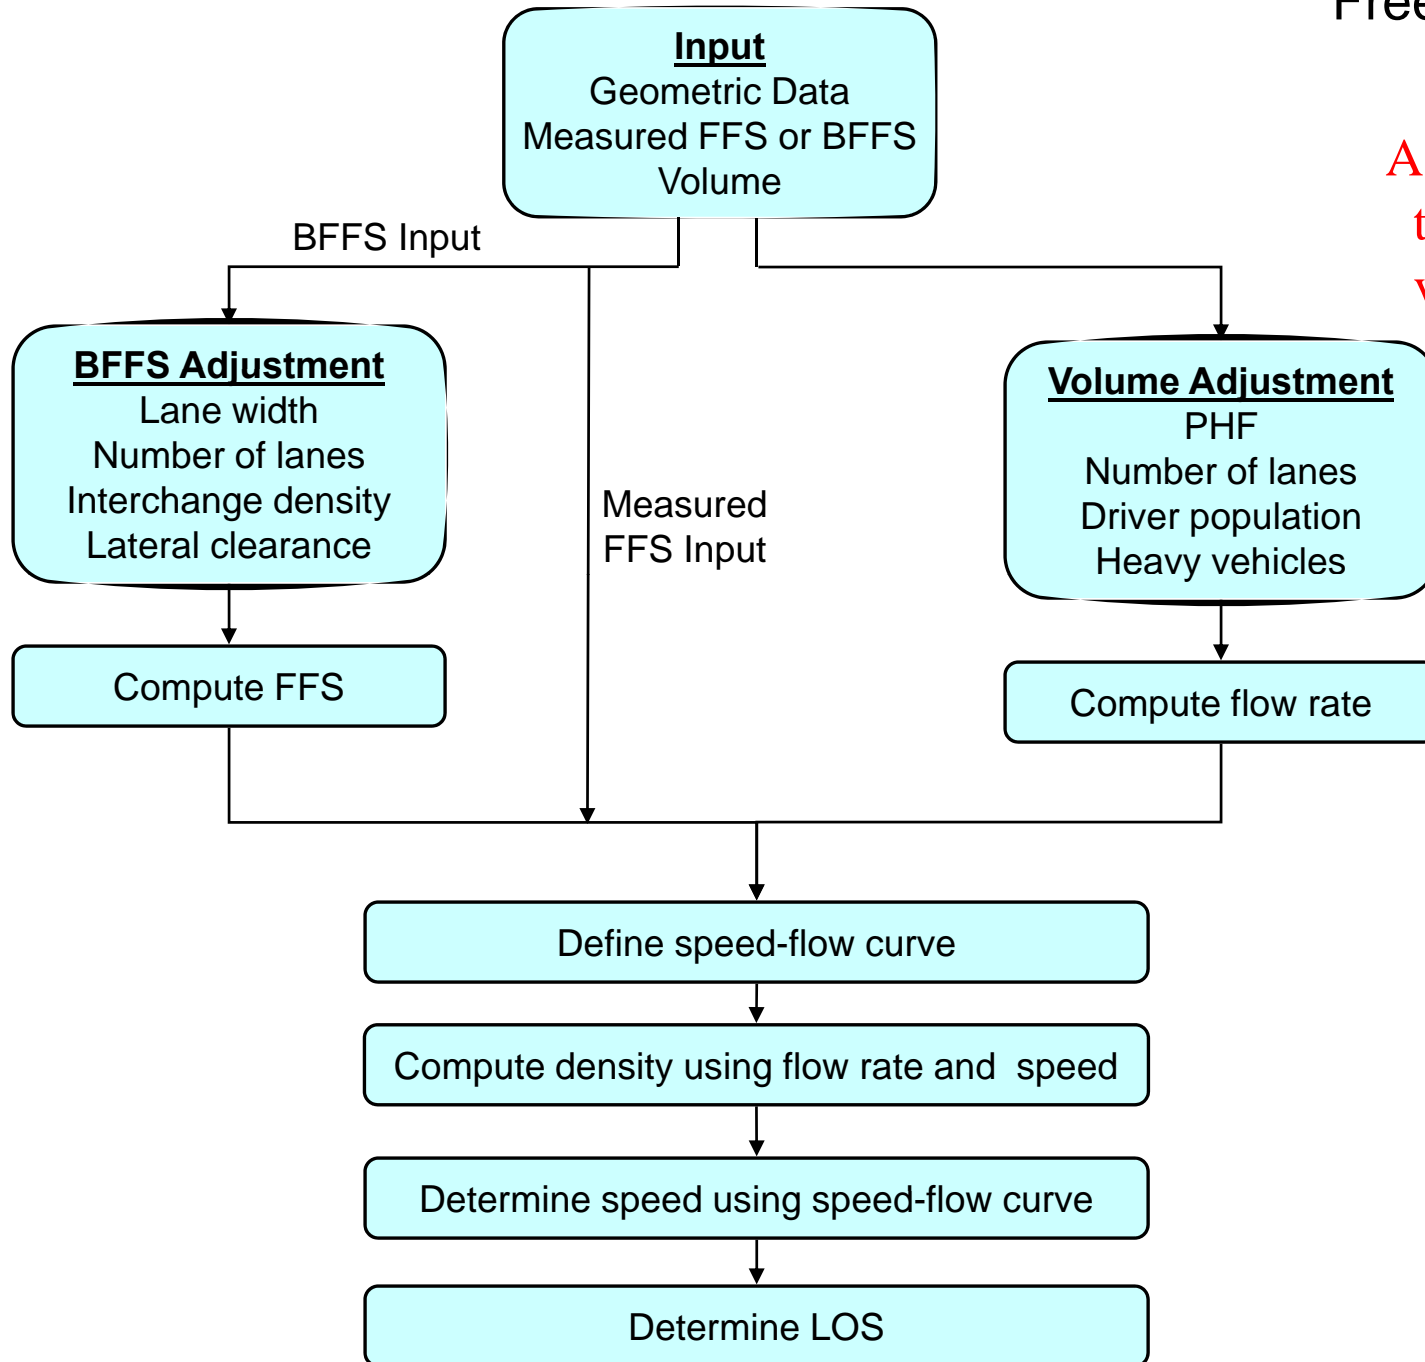 Free
Input
Geometric Data
Measured FFS or BFFS
Volume
A
t
BFFS Input
BFFS Adjustment
Lane width
Number of lanes
Interchange density
Lateral clearance
Measured
FFS Input
Volume Adjustment
PHF
Number of lanes
Driver population
Heavy vehicles
Compute FFS
Compute flow rate
Define speed-flow curve
Compute density using flow rate and speed
Determine speed using speed-flow curve
Determine LOS